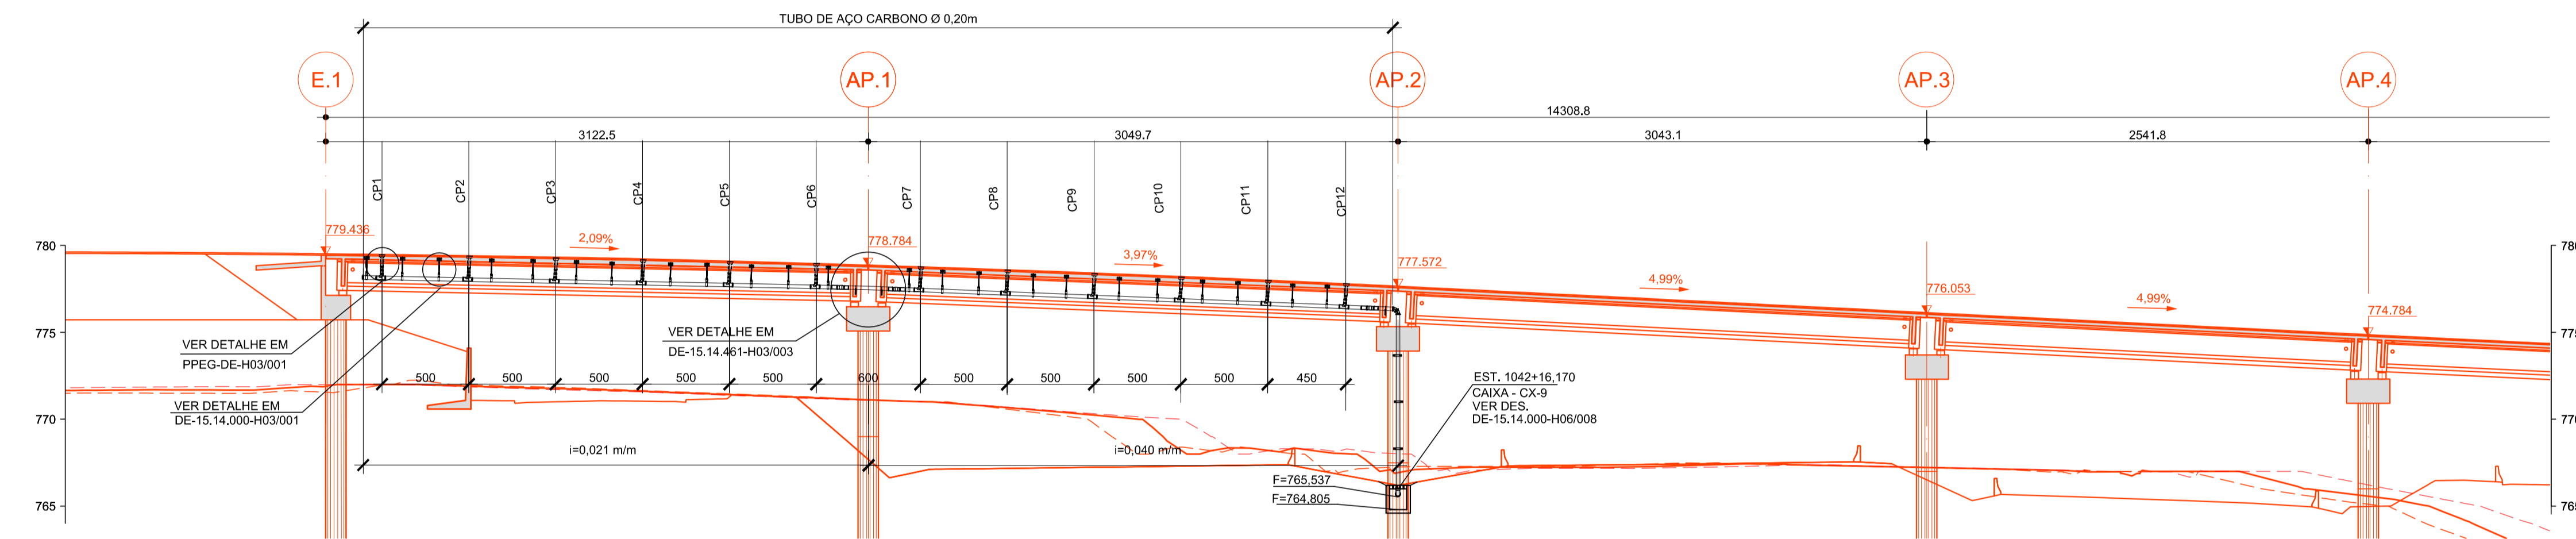 TUBO DE AÇO CARBONO Ø 0,20m
E.1
AP.1
AP.2
AP.3
AP.4
14308.8
3122.5
3049.7
3043.1
2541.8
CP1
CP2
CP3
CP4
CP5
CP6
CP7
CP8
CP9
CP10
CP11
CP12
779.436
2,09%
778.784
3,97%
777.572
4,99%
776.053
4,99%
774.784
780
775
770
765
VER DETALHE EM
PPEG-DE-H03/001
VER DETALHE EM
DE-15.14.000-H03/001
VER DETALHE EM
DE-15.14.461-H03/003
500
500
500
500
500
600
500
500
500
500
450
EST. 1042+16,170
CAIXA - CX-9
VER DES.
DE-15.14.000-H06/008
i=0,021 m/m
i=0,040 m/m
F=765,537
F=764,805